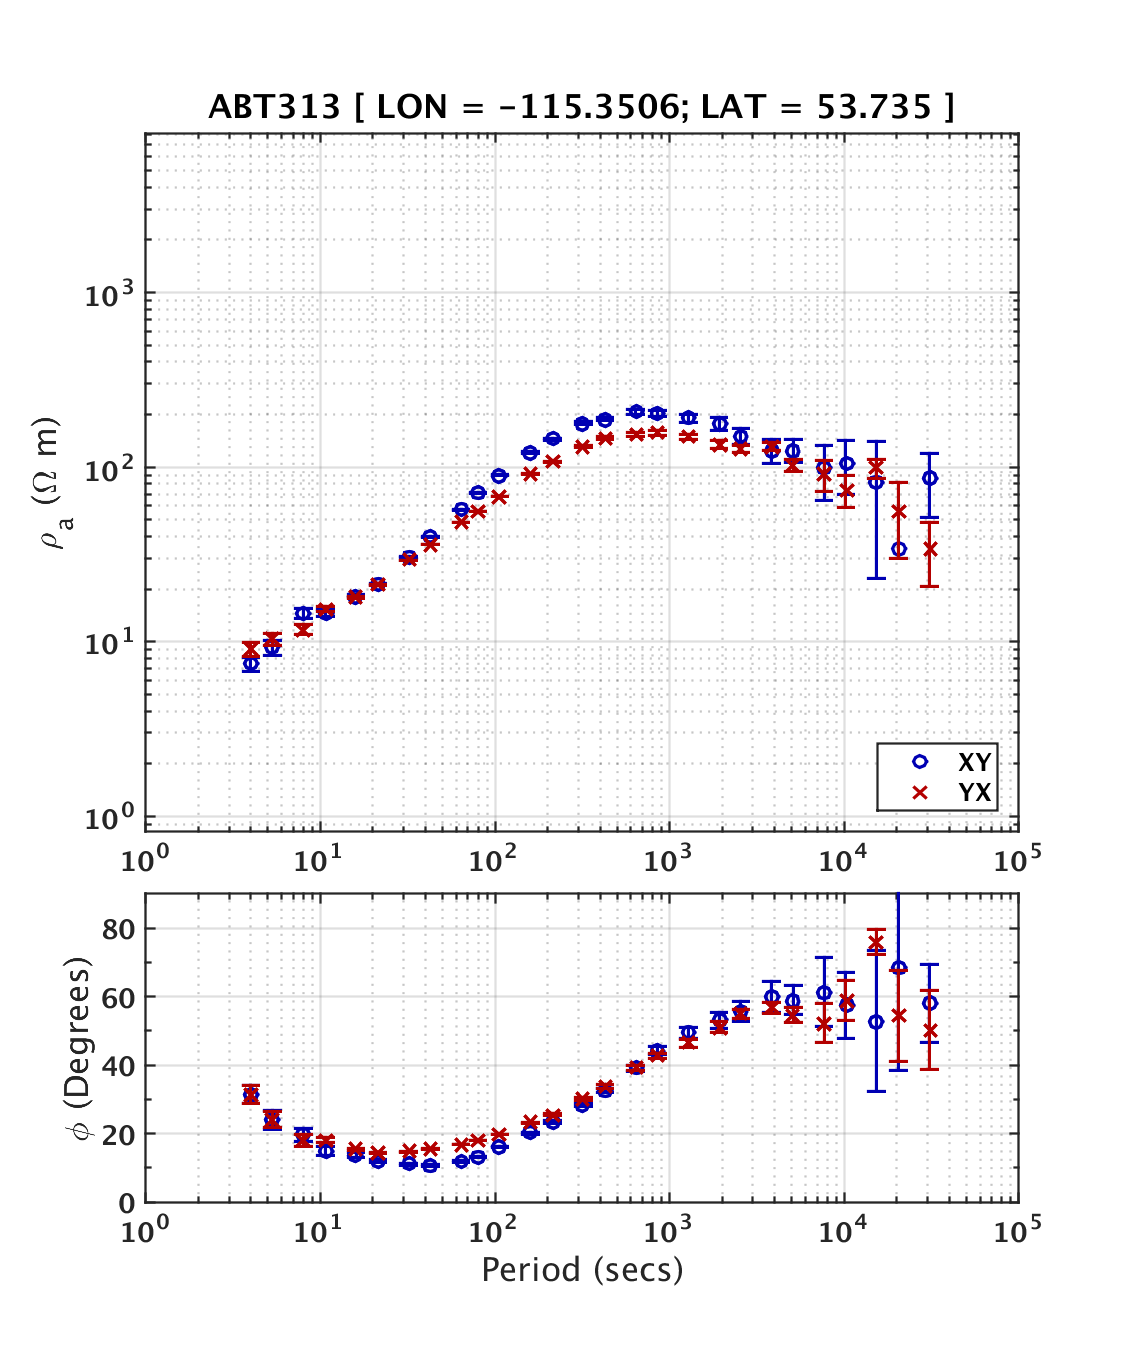 ABT313 [ LON = -115.3506; LAT = 53.735 ]
10³
10²
10¹
10⁰
ρa (Ω m)
XY
YX
10⁰ 10¹ 10² 10³ 10⁴ 10⁵
80
60
40
20
0
ϕ (Degrees)
10⁰ 10¹ 10² 10³ 10⁴ 10⁵
Period (secs)